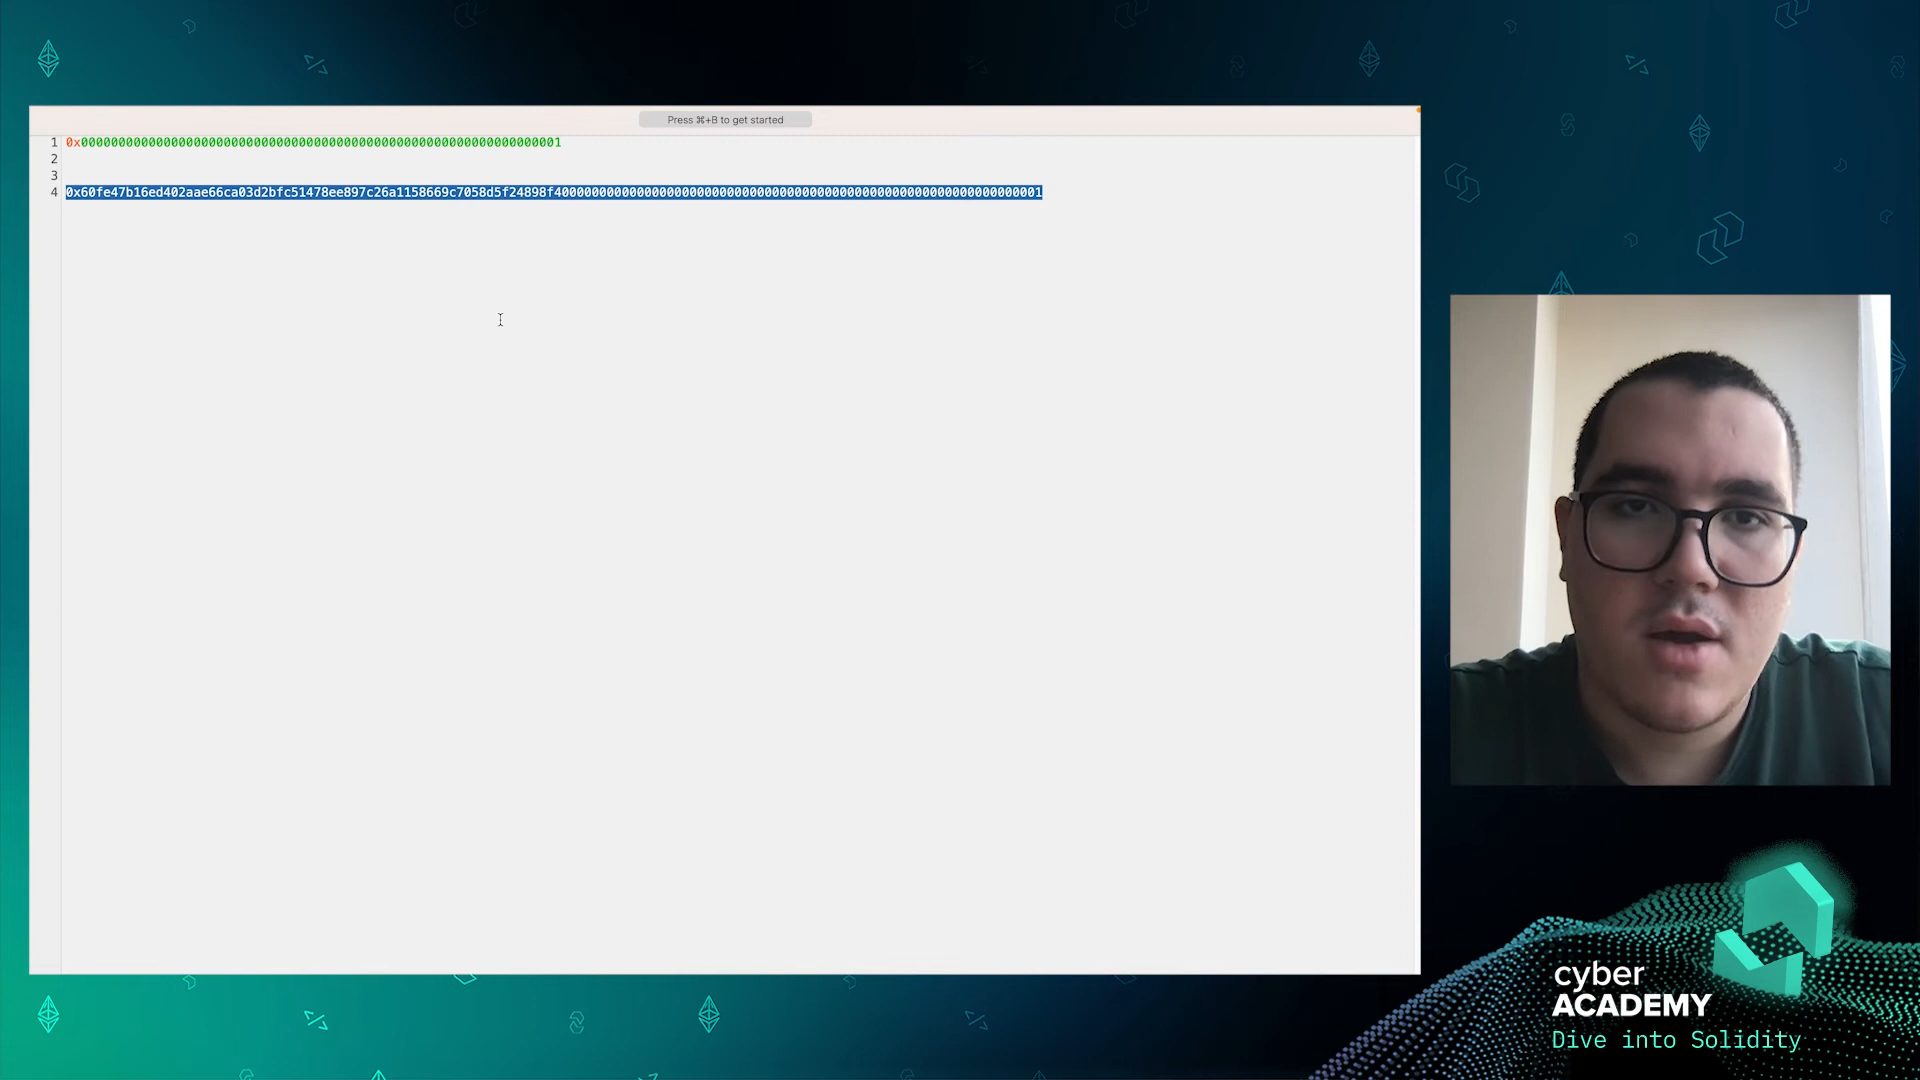 Press ⌘+B to get started
1 0x0000000000000000000000000000000000000000000000000000000000000001
2
3
4 0x60fe47b16ed402aae66ca03d2bfc51478ee897c26a1158669c7058d5f24898f40000000000000000000000000000000000000000000000000000000000000001
cyber
ACADEMY
Dive into Solidity